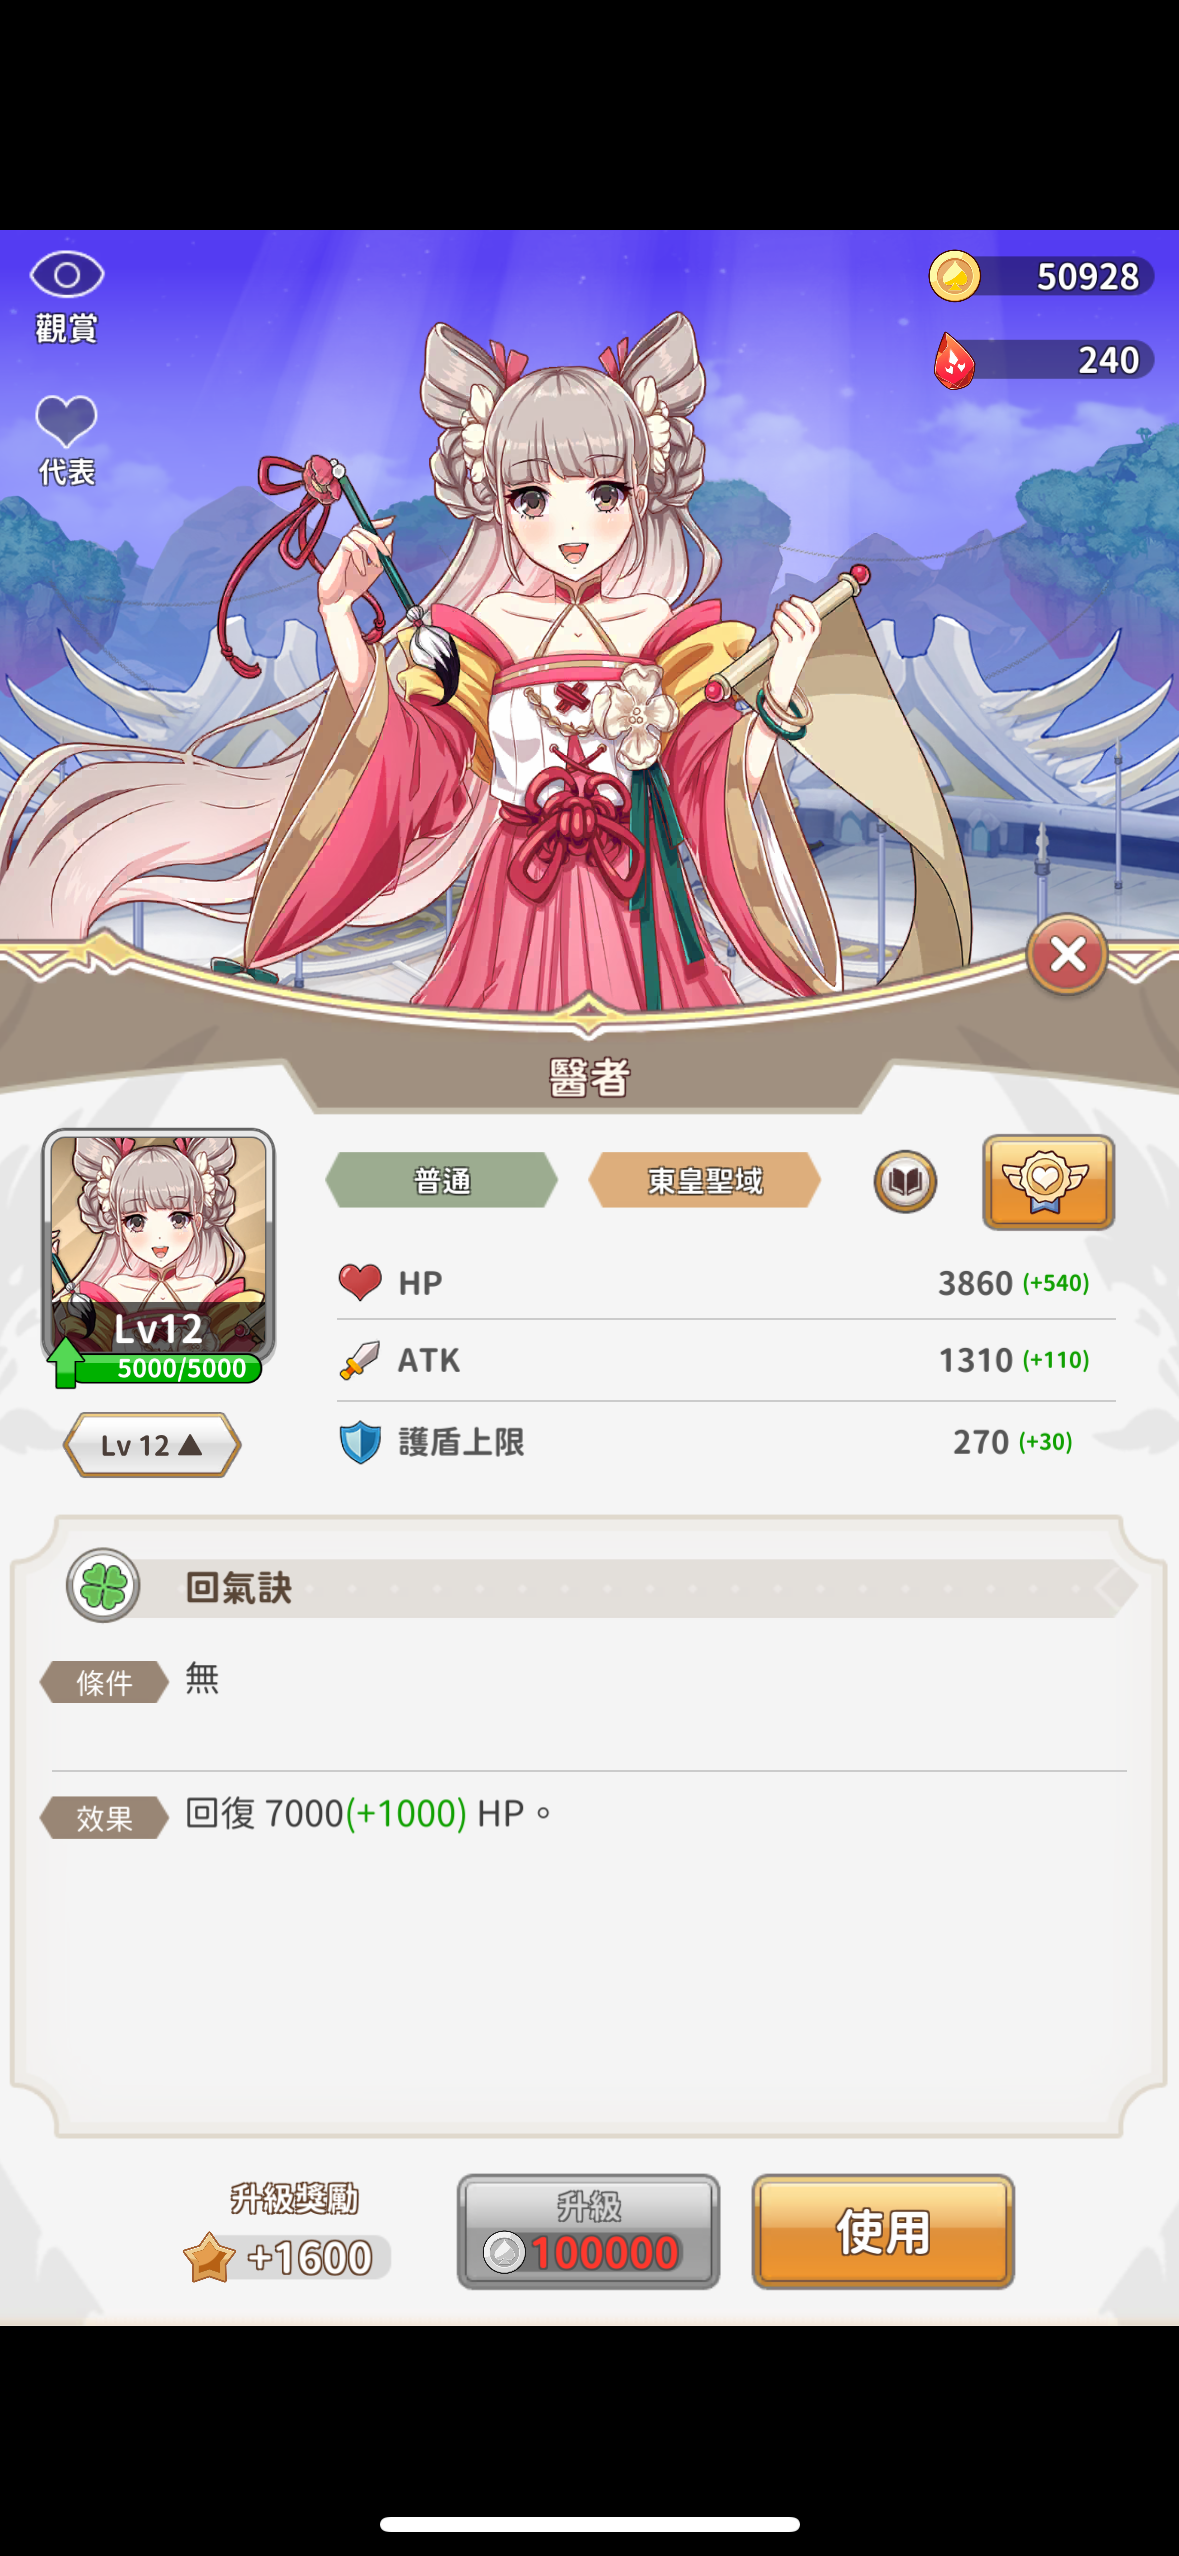 觀賞
50928
代表
240
醫者
普通
東皇聖域
HP
3860 (+540)
Lv12
5000/5000
ATK
1310 (+110)
Lv 12 ▲
護盾上限
270 (+30)
回氣訣
條件
無
效果
回復 7000(+1000) HP。
升級獎勵
+1600
升級
100000
使用